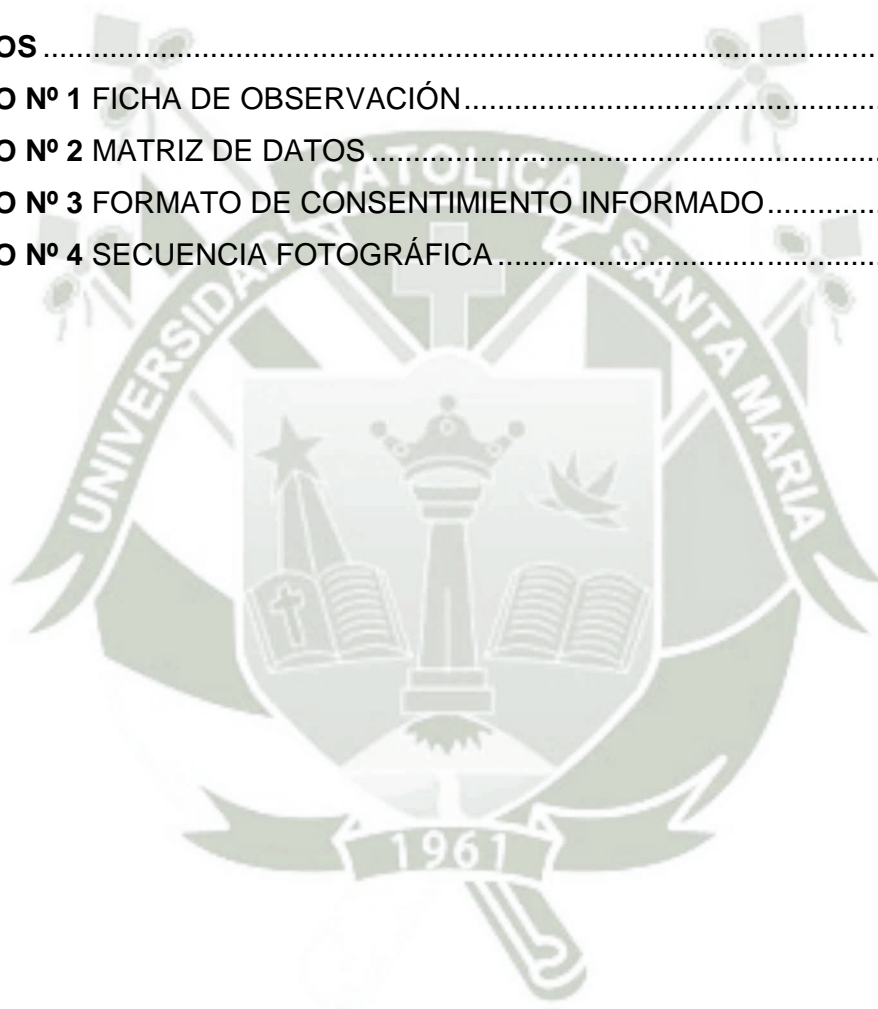 OS ........................................................................
O Nº 1 FICHA DE OBSERVACIÓN ....................................
O Nº 2 MATRIZ DE DATOS ............................................
O Nº 3 FORMATO DE CONSENTIMIENTO INFORMADO ............
O Nº 4 SECUENCIA FOTOGRÁFICA .................................
UNIVERSIDAD CATOLICA SANTA MARIA
1961